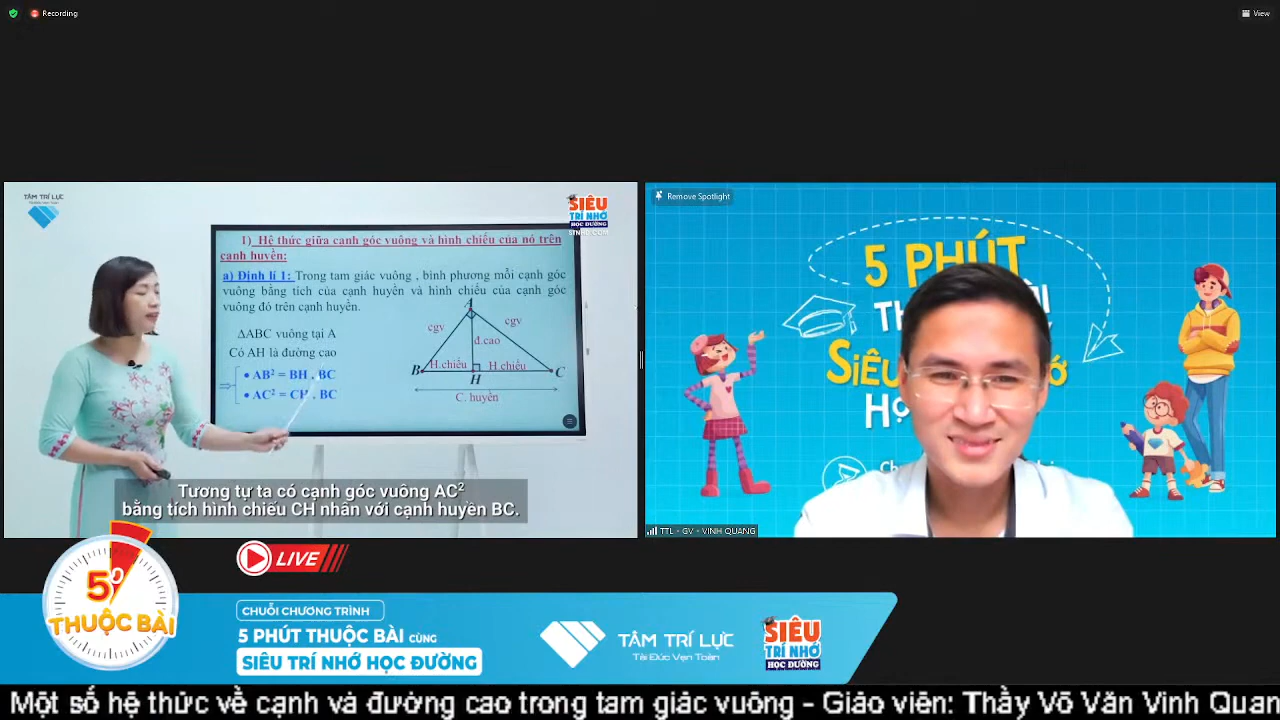 Recording
View
TÂM TRÍ LỰC
SIÊU
TRÍ NHỚ
HỌC ĐƯỜNG
STNHD.COM
1) Hệ thức giữa cạnh góc vuông và hình chiếu của nó trên
cạnh huyền:
a) Định lí 1: Trong tam giác vuông , bình phương mỗi cạnh góc
vuông bằng tích của cạnh huyền và hình chiếu của cạnh góc
vuông đó trên cạnh huyền.
ΔABC vuông tại A
Có AH là đường cao
⇒ • AB² = BH . BC
• AC² = CH . BC
A
cgv
cgv
đ.cao
H.chiếu
H.chiếu
B
C
H
C. huyền
Tương tự ta có cạnh góc vuông AC²
bằng tích hình chiếu CH nhân với cạnh huyền BC.
Remove Spotlight
5 PHÚT
TTL - GV - VINH QUANG
LIVE
5
THUỘC BÀI
CHUỖI CHƯƠNG TRÌNH
5 PHÚT THUỘC BÀI CÙNG
SIÊU TRÍ NHỚ HỌC ĐƯỜNG
TÂM TRÍ LỰC
Tài Đức Vẹn Toàn
SIÊU
TRÍ NHỚ
HỌC ĐƯỜNG
Một số hệ thức về cạnh và đường cao trong tam giác vuông - Giáo viên: Thầy Võ Văn Vinh Quan